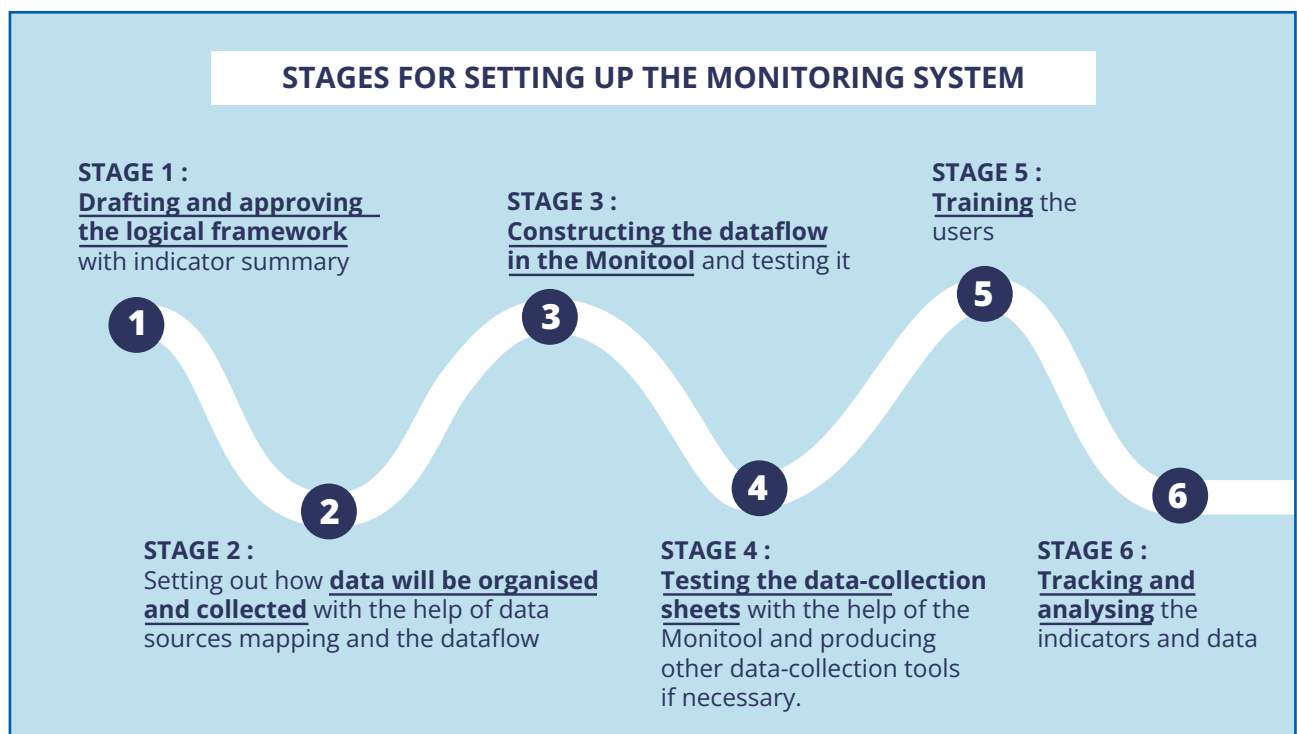 STAGES FOR SETTING UP THE MONITORING SYSTEM
STAGE 1 :
Drafting and approving
the logical framework
with indicator summary
1
STAGE 2 :
Setting out how data will be organised
and collected with the help of data
sources mapping and the dataflow
2
STAGE 3 :
Constructing the dataflow
in the Monitool and testing it
3
STAGE 4 :
Testing the data-collection
sheets with the help of the
Monitool and producing
other data-collection tools
if necessary.
4
STAGE 5 :
Training the
users
5
STAGE 6 :
Tracking and
analysing the
indicators and data
6